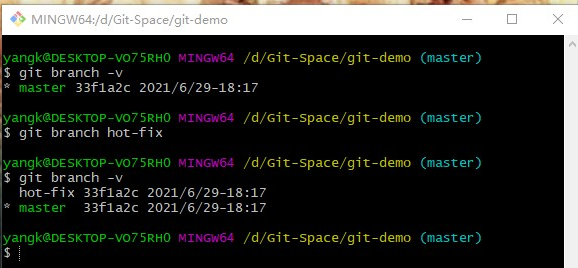 MINGW64:/d/Git-Space/git-demo
yangk@DESKTOP-VO75RH0 MINGW64 /d/Git-Space/git-demo (master)
$ git branch -v
* master 33f1a2c 2021/6/29-18:17
yangk@DESKTOP-VO75RH0 MINGW64 /d/Git-Space/git-demo (master)
$ git branch hot-fix
yangk@DESKTOP-VO75RH0 MINGW64 /d/Git-Space/git-demo (master)
$ git branch -v
  hot-fix 33f1a2c 2021/6/29-18:17
* master  33f1a2c 2021/6/29-18:17
yangk@DESKTOP-VO75RH0 MINGW64 /d/Git-Space/git-demo (master)
$